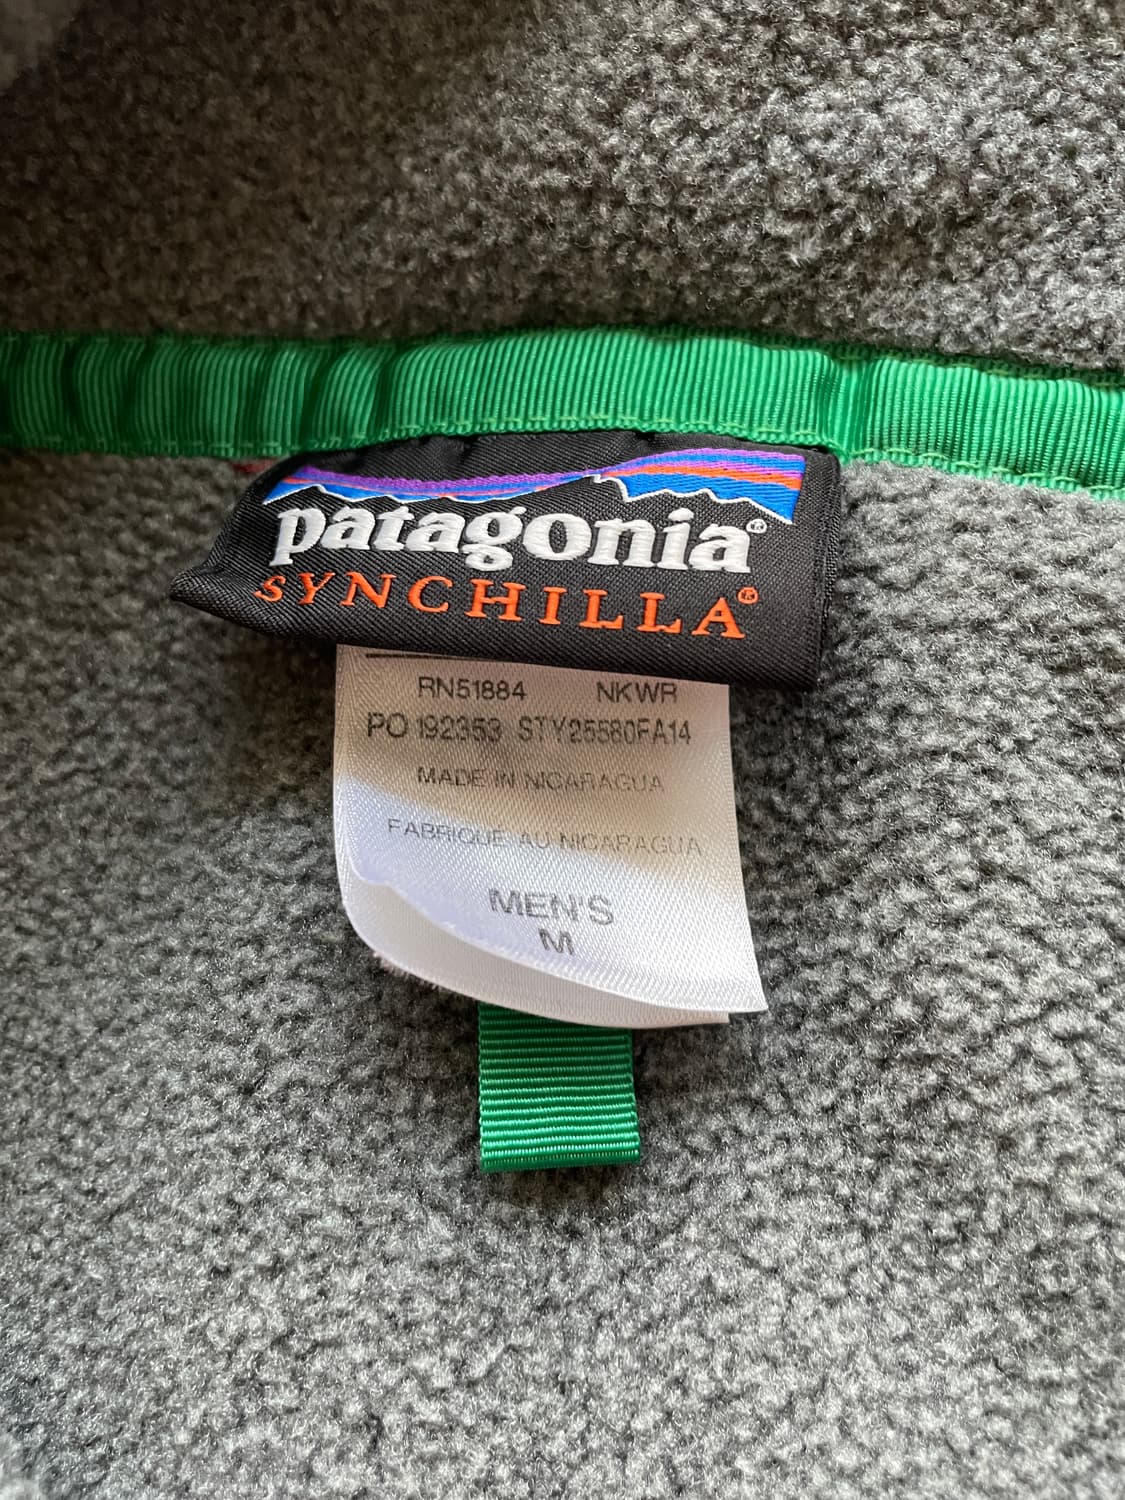 patagonia®
SYNCHILLA®
RN51884 NKWR
PO 192353 STY25580FA14
MADE IN NICARAGUA
FABRIQUE AU NICARAGUA
MEN'S
M